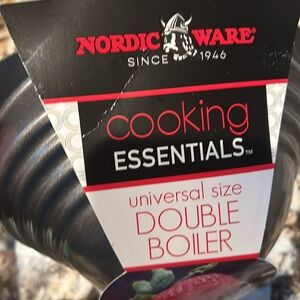 NORDIC WARE®
SINCE 1946
cooking
ESSENTIALS™
universal size
DOUBLE
BOILER